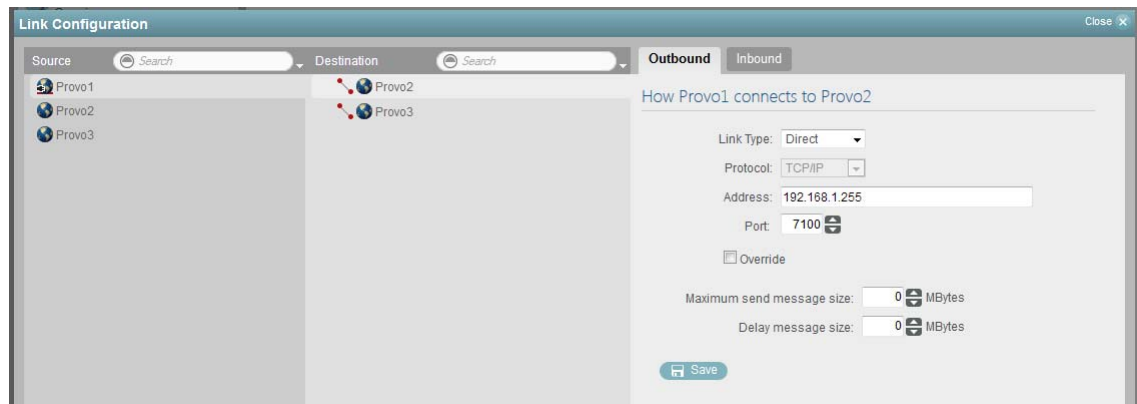 Link Configuration
Close x
Source
Search
Destination
Search
Outbound
Inbound
Provo1
Provo2
Provo3
Provo2
Provo3
How Provo1 connects to Provo2
Link Type: Direct
Protocol: TCP/IP
Address: 192.168.1.255
Port: 7100
Override
Maximum send message size: 0 MBytes
Delay message size: 0 MBytes
Save